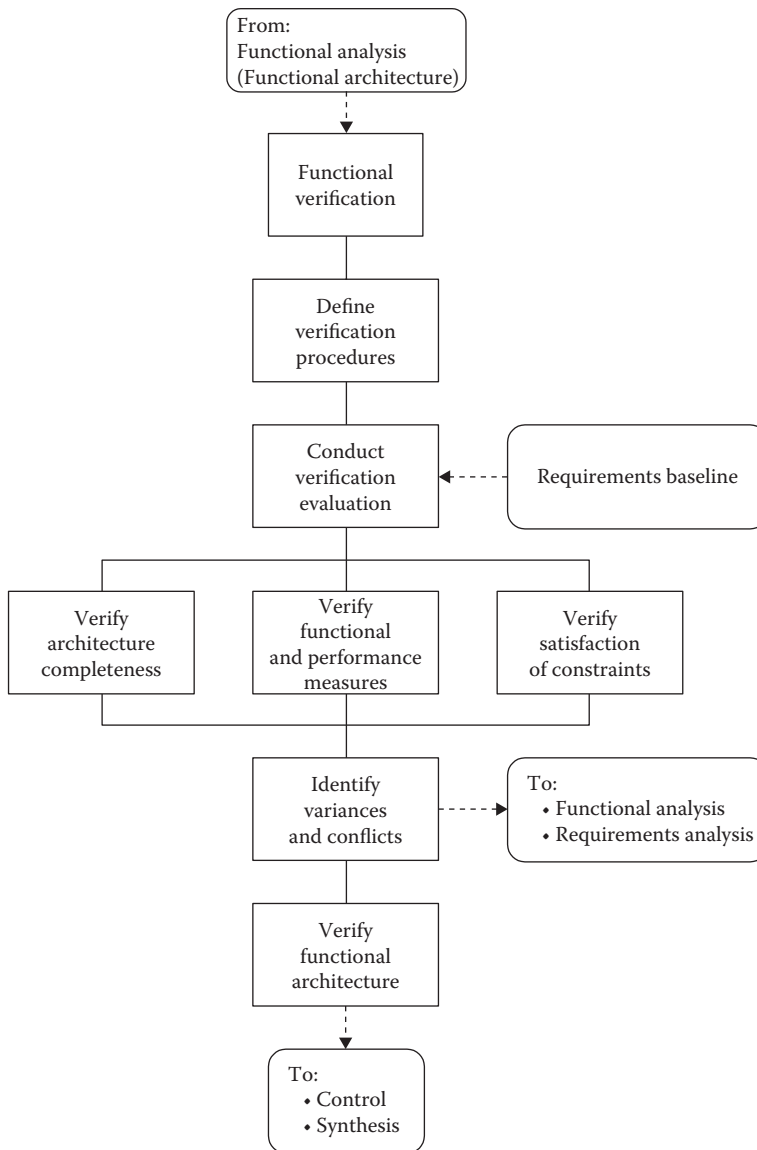 From:
Functional analysis
(Functional architecture)
Functional
verification
Define
verification
procedures
Conduct
verification
evaluation
Requirements baseline
Verify
architecture
completeness
Verify
functional
and performance
measures
Verify
satisfaction
of constraints
Identify
variances
and conflicts
To:
• Functional analysis
• Requirements analysis
Verify
functional
architecture
To:
• Control
• Synthesis